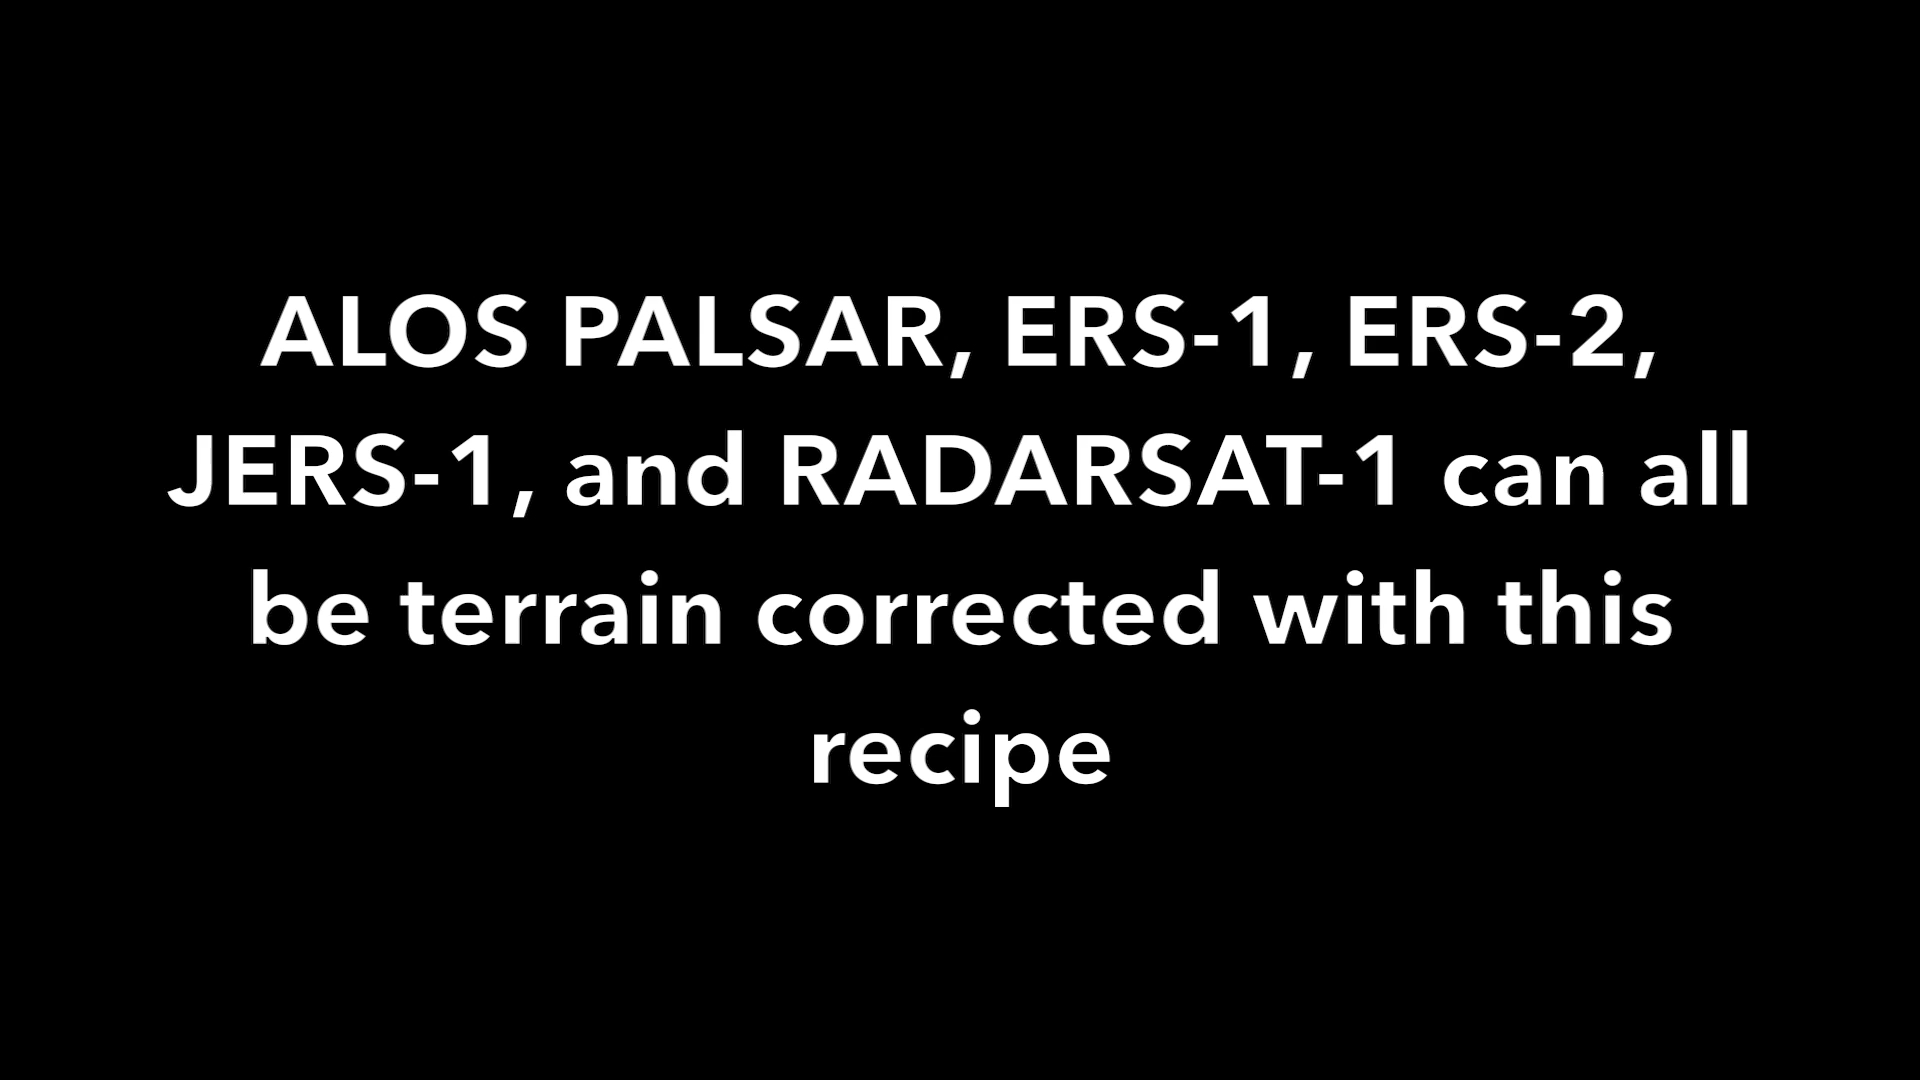 ALOS PALSAR, ERS-1, ERS-2,
JERS-1, and RADARSAT-1 can all
be terrain corrected with this
recipe